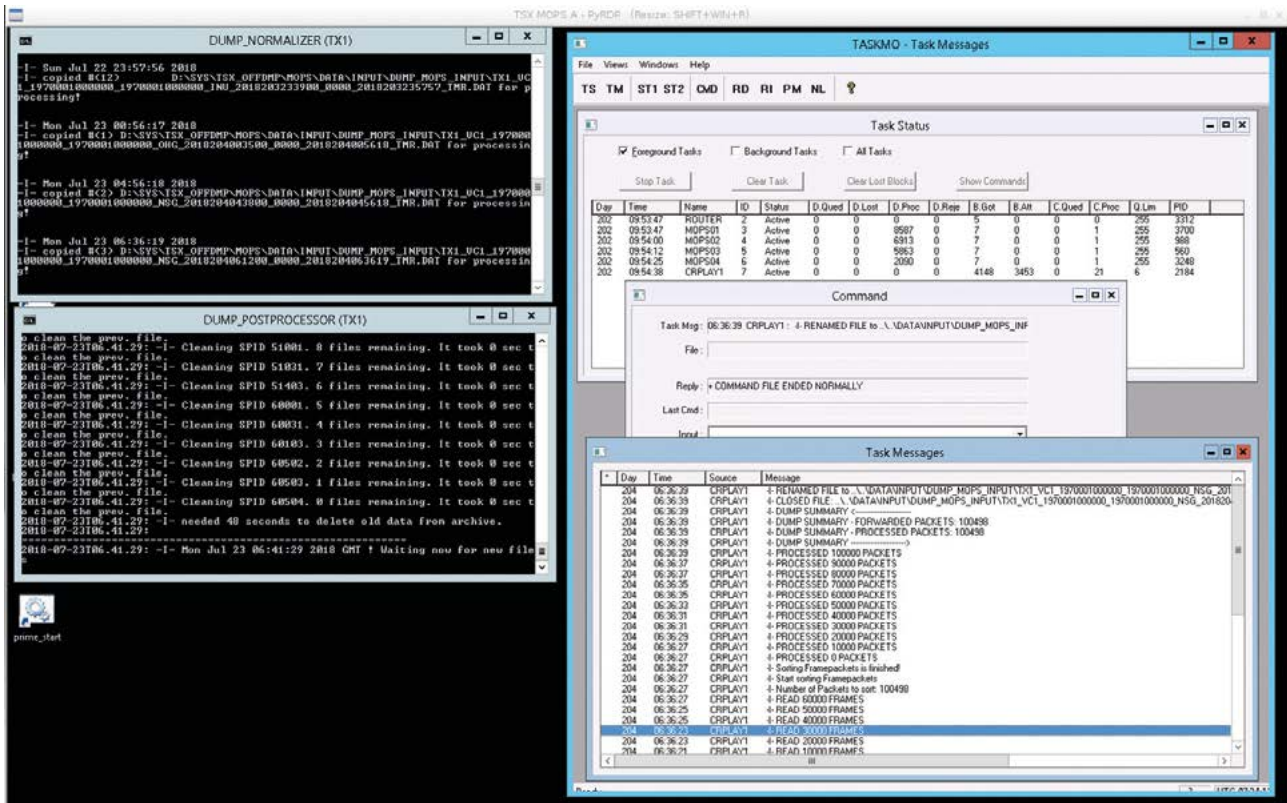 TSX MOPS A - PyRDP (Resize: SHIFT+WIN+R)
DUMP_NORMALIZER (TX1)
-I- Sun Jul 22 23:57:56 2018
-I- copied #(12) D:\SYS\TSX_OFFDMP\MOPS\DATA\INPUT\DUMP_MOPS_INPUT\TX1_VC
1_1970001000000_1970001000000_INU_2018203233900_0000_2018203235757_TMR.DAT for p
rocessing!
-I- Mon Jul 23 00:56:17 2018
-I- copied #(1) D:\SYS\TSX_OFFDMP\MOPS\DATA\INPUT\DUMP_MOPS_INPUT\TX1_VC1_197000
1000000_1970001000000_OHG_2018204003500_0000_2018204005618_TMR.DAT for processin
g!
-I- Mon Jul 23 04:56:18 2018
-I- copied #(2) D:\SYS\TSX_OFFDMP\MOPS\DATA\INPUT\DUMP_MOPS_INPUT\TX1_VC1_197000
1000000_1970001000000_NSG_2018204043800_0000_2018204045618_TMR.DAT for processin
g!
-I- Mon Jul 23 06:36:19 2018
-I- copied #(3) D:\SYS\TSX_OFFDMP\MOPS\DATA\INPUT\DUMP_MOPS_INPUT\TX1_VC1_197000
1000000_1970001000000_NSG_2018204061200_0000_2018204063619_TMR.DAT for processin
g!
DUMP_POSTPROCESSOR (TX1)
o clean the prev. file.
2018-07-23T06.41.29: -I- Cleaning SPID 51001. 8 files remaining. It took 0 sec t
o clean the prev. file.
2018-07-23T06.41.29: -I- Cleaning SPID 51031. 7 files remaining. It took 0 sec t
o clean the prev. file.
2018-07-23T06.41.29: -I- Cleaning SPID 51403. 6 files remaining. It took 0 sec t
o clean the prev. file.
2018-07-23T06.41.29: -I- Cleaning SPID 60001. 5 files remaining. It took 0 sec t
o clean the prev. file.
2018-07-23T06.41.29: -I- Cleaning SPID 60031. 4 files remaining. It took 0 sec t
o clean the prev. file.
2018-07-23T06.41.29: -I- Cleaning SPID 60103. 3 files remaining. It took 0 sec t
o clean the prev. file.
2018-07-23T06.41.29: -I- Cleaning SPID 60502. 2 files remaining. It took 0 sec t
o clean the prev. file.
2018-07-23T06.41.29: -I- Cleaning SPID 60503. 1 files remaining. It took 0 sec t
o clean the prev. file.
2018-07-23T06.41.29: -I- Cleaning SPID 60504. 0 files remaining. It took 0 sec t
o clean the prev. file.
2018-07-23T06.41.29: -I- needed 48 seconds to delete old data from archive.
2018-07-23T06.41.29:
--------------------------------------------------
2018-07-23T06.41.29: -I- Mon Jul 23 06:41:29 2018 GMT ! Waiting now for new file
s
prime_start
TASKMO - Task Messages
File Views Windows Help
TS TM ST1 ST2 CMD RD RI PM NL ?
Task Status
Foreground Tasks Background Tasks All Tasks
Stop Task Clear Task Clear Lost Blocks Show Commands
Day Time Name ID Status D.Qued D.Lost D.Proc D.Reje B.Got B.Att C.Qued C.Proc Q.Lim PID
202 09:53:47 ROUTER 2 Active 0 0 0 0 5 0 0 0 255 3312
202 09:53:47 MOPS01 3 Active 0 0 8587 0 7 0 0 1 255 3700
202 09:54:00 MOPS02 4 Active 0 0 6913 0 7 0 0 1 255 988
202 09:54:12 MOPS03 5 Active 0 0 5863 0 7 0 0 1 255 560
202 09:54:25 MOPS04 6 Active 0 0 2090 0 7 0 0 1 255 3248
202 09:54:38 CRPLAY1 7 Active 0 0 0 0 4148 3453 0 21 6 2184
Command
Task Msg: 06:36:39 CRPLAY1 : -I- RENAMED FILE to ..\..\DATA\INPUT\DUMP_MOPS_INF
File :
Reply : + COMMAND FILE ENDED NORMALLY
Last Cmd :
Input :
Task Messages
* Day Time Source Message
204 06:36:39 CRPLAY1 -I- RENAMED FILE to ..\..\DATA\INPUT\DUMP_MOPS_INPUT\TX1_VC1_1970001000000_1970001000000_NSG_201
204 06:36:39 CRPLAY1 -I- CLOSED FILE: ..\..\DATA\INPUT\DUMP_MOPS_INPUT\TX1_VC1_1970001000000_1970001000000_NSG_201820
204 06:36:39 CRPLAY1 -I- DUMP SUMMARY <------------------
204 06:36:39 CRPLAY1 -I- DUMP SUMMARY - FORWARDED PACKETS: 100498
204 06:36:39 CRPLAY1 -I- DUMP SUMMARY - PROCESSED PACKETS: 100498
204 06:36:39 CRPLAY1 -I- DUMP SUMMARY ------------------>
204 06:36:39 CRPLAY1 -I- PROCESSED 100000 PACKETS
204 06:36:37 CRPLAY1 -I- PROCESSED 90000 PACKETS
204 06:36:37 CRPLAY1 -I- PROCESSED 80000 PACKETS
204 06:36:35 CRPLAY1 -I- PROCESSED 70000 PACKETS
204 06:36:35 CRPLAY1 -I- PROCESSED 60000 PACKETS
204 06:36:33 CRPLAY1 -I- PROCESSED 50000 PACKETS
204 06:36:31 CRPLAY1 -I- PROCESSED 40000 PACKETS
204 06:36:31 CRPLAY1 -I- PROCESSED 30000 PACKETS
204 06:36:29 CRPLAY1 -I- PROCESSED 20000 PACKETS
204 06:36:27 CRPLAY1 -I- PROCESSED 10000 PACKETS
204 06:36:27 CRPLAY1 -I- PROCESSED 0 PACKETS
204 06:36:27 CRPLAY1 -I- Sorting Framepackets is finished!
204 06:36:27 CRPLAY1 -I- Start sorting Framepackets
204 06:36:27 CRPLAY1 -I- Number of Packets to sort: 100498
204 06:36:27 CRPLAY1 -I- READ 60000 FRAMES
204 06:36:25 CRPLAY1 -I- READ 50000 FRAMES
204 06:36:25 CRPLAY1 -I- READ 40000 FRAMES
204 06:36:23 CRPLAY1 -I- READ 30000 FRAMES
204 06:36:23 CRPLAY1 -I- READ 20000 FRAMES
204 06:36:21 CRPLAY1 -I- READ 10000 FRAMES